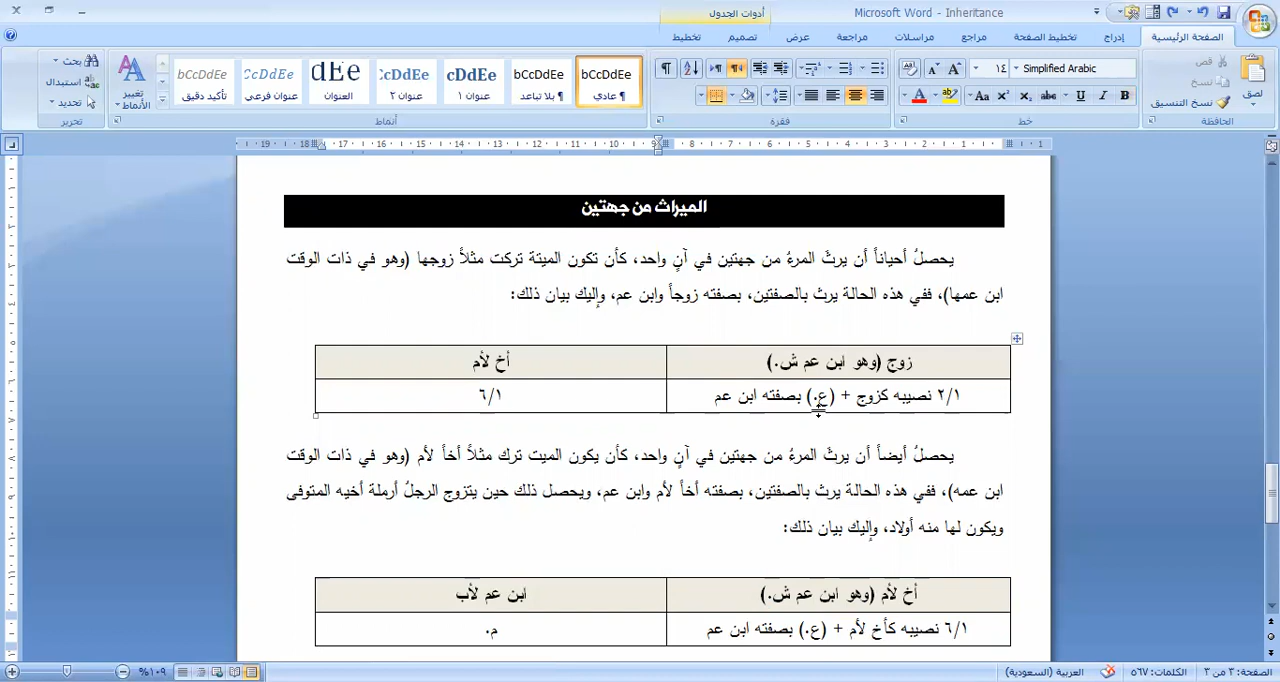 أدوات الجدول
Microsoft Word - Inheritance
الصفحة الرئيسية إدراج تخطيط الصفحة مراجع مراسلات مراجعة عرض تصميم تخطيط
لصق
قص
نسخ
نسخ التنسيق
الحافظة
Simplified Arabic ١٤
خط
فقرة
bCcDdEe ¶ عادي
bCcDdEe ¶ بلا تباعد
cCcDdEe عنوان ١
cCcDdEe عنوان ٢
dEe العنوان
CcDdEe عنوان فرعي
bCcDdEe تأكيد دقيق
تغيير الأنماط
أنماط
بحث
استبدال
تحديد
تحرير
الميراث من جهتين
يحصلُ أحياناً أن يرثَ المرءُ من جهتين في آنٍ واحد، كأن تكون الميتة تركت مثلاً زوجها (وهو في ذات الوقت
ابن عمها)، ففي هذه الحالة يرث بالصفتين، بصفته زوجاً وابن عم، وإليك بيان ذلك:
زوج (وهو ابن عم ش.) أخ لأم
٢/١ نصيبه كزوج + (ع.) بصفته ابن عم ٦/١
يحصلُ أيضاً أن يرثَ المرءُ من جهتين في آنٍ واحد، كأن يكون الميت ترك مثلاً أخاً لأم (وهو في ذات الوقت
ابن عمه)، ففي هذه الحالة يرث بالصفتين، بصفته أخاً لأم وابن عم، ويحصل ذلك حين يتزوج الرجلُ أرملة أخيه المتوفى
ويكون لها منه أولاد، وإليك بيان ذلك:
أخ لأم (وهو ابن عم ش.) ابن عم لأب
٦/١ نصيبه كأخ لأم + (ع.) بصفته ابن عم م.
الصفحة: ٣ من ٣ الكلمات: ٥٦٧ العربية (السعودية) ١٠٩%